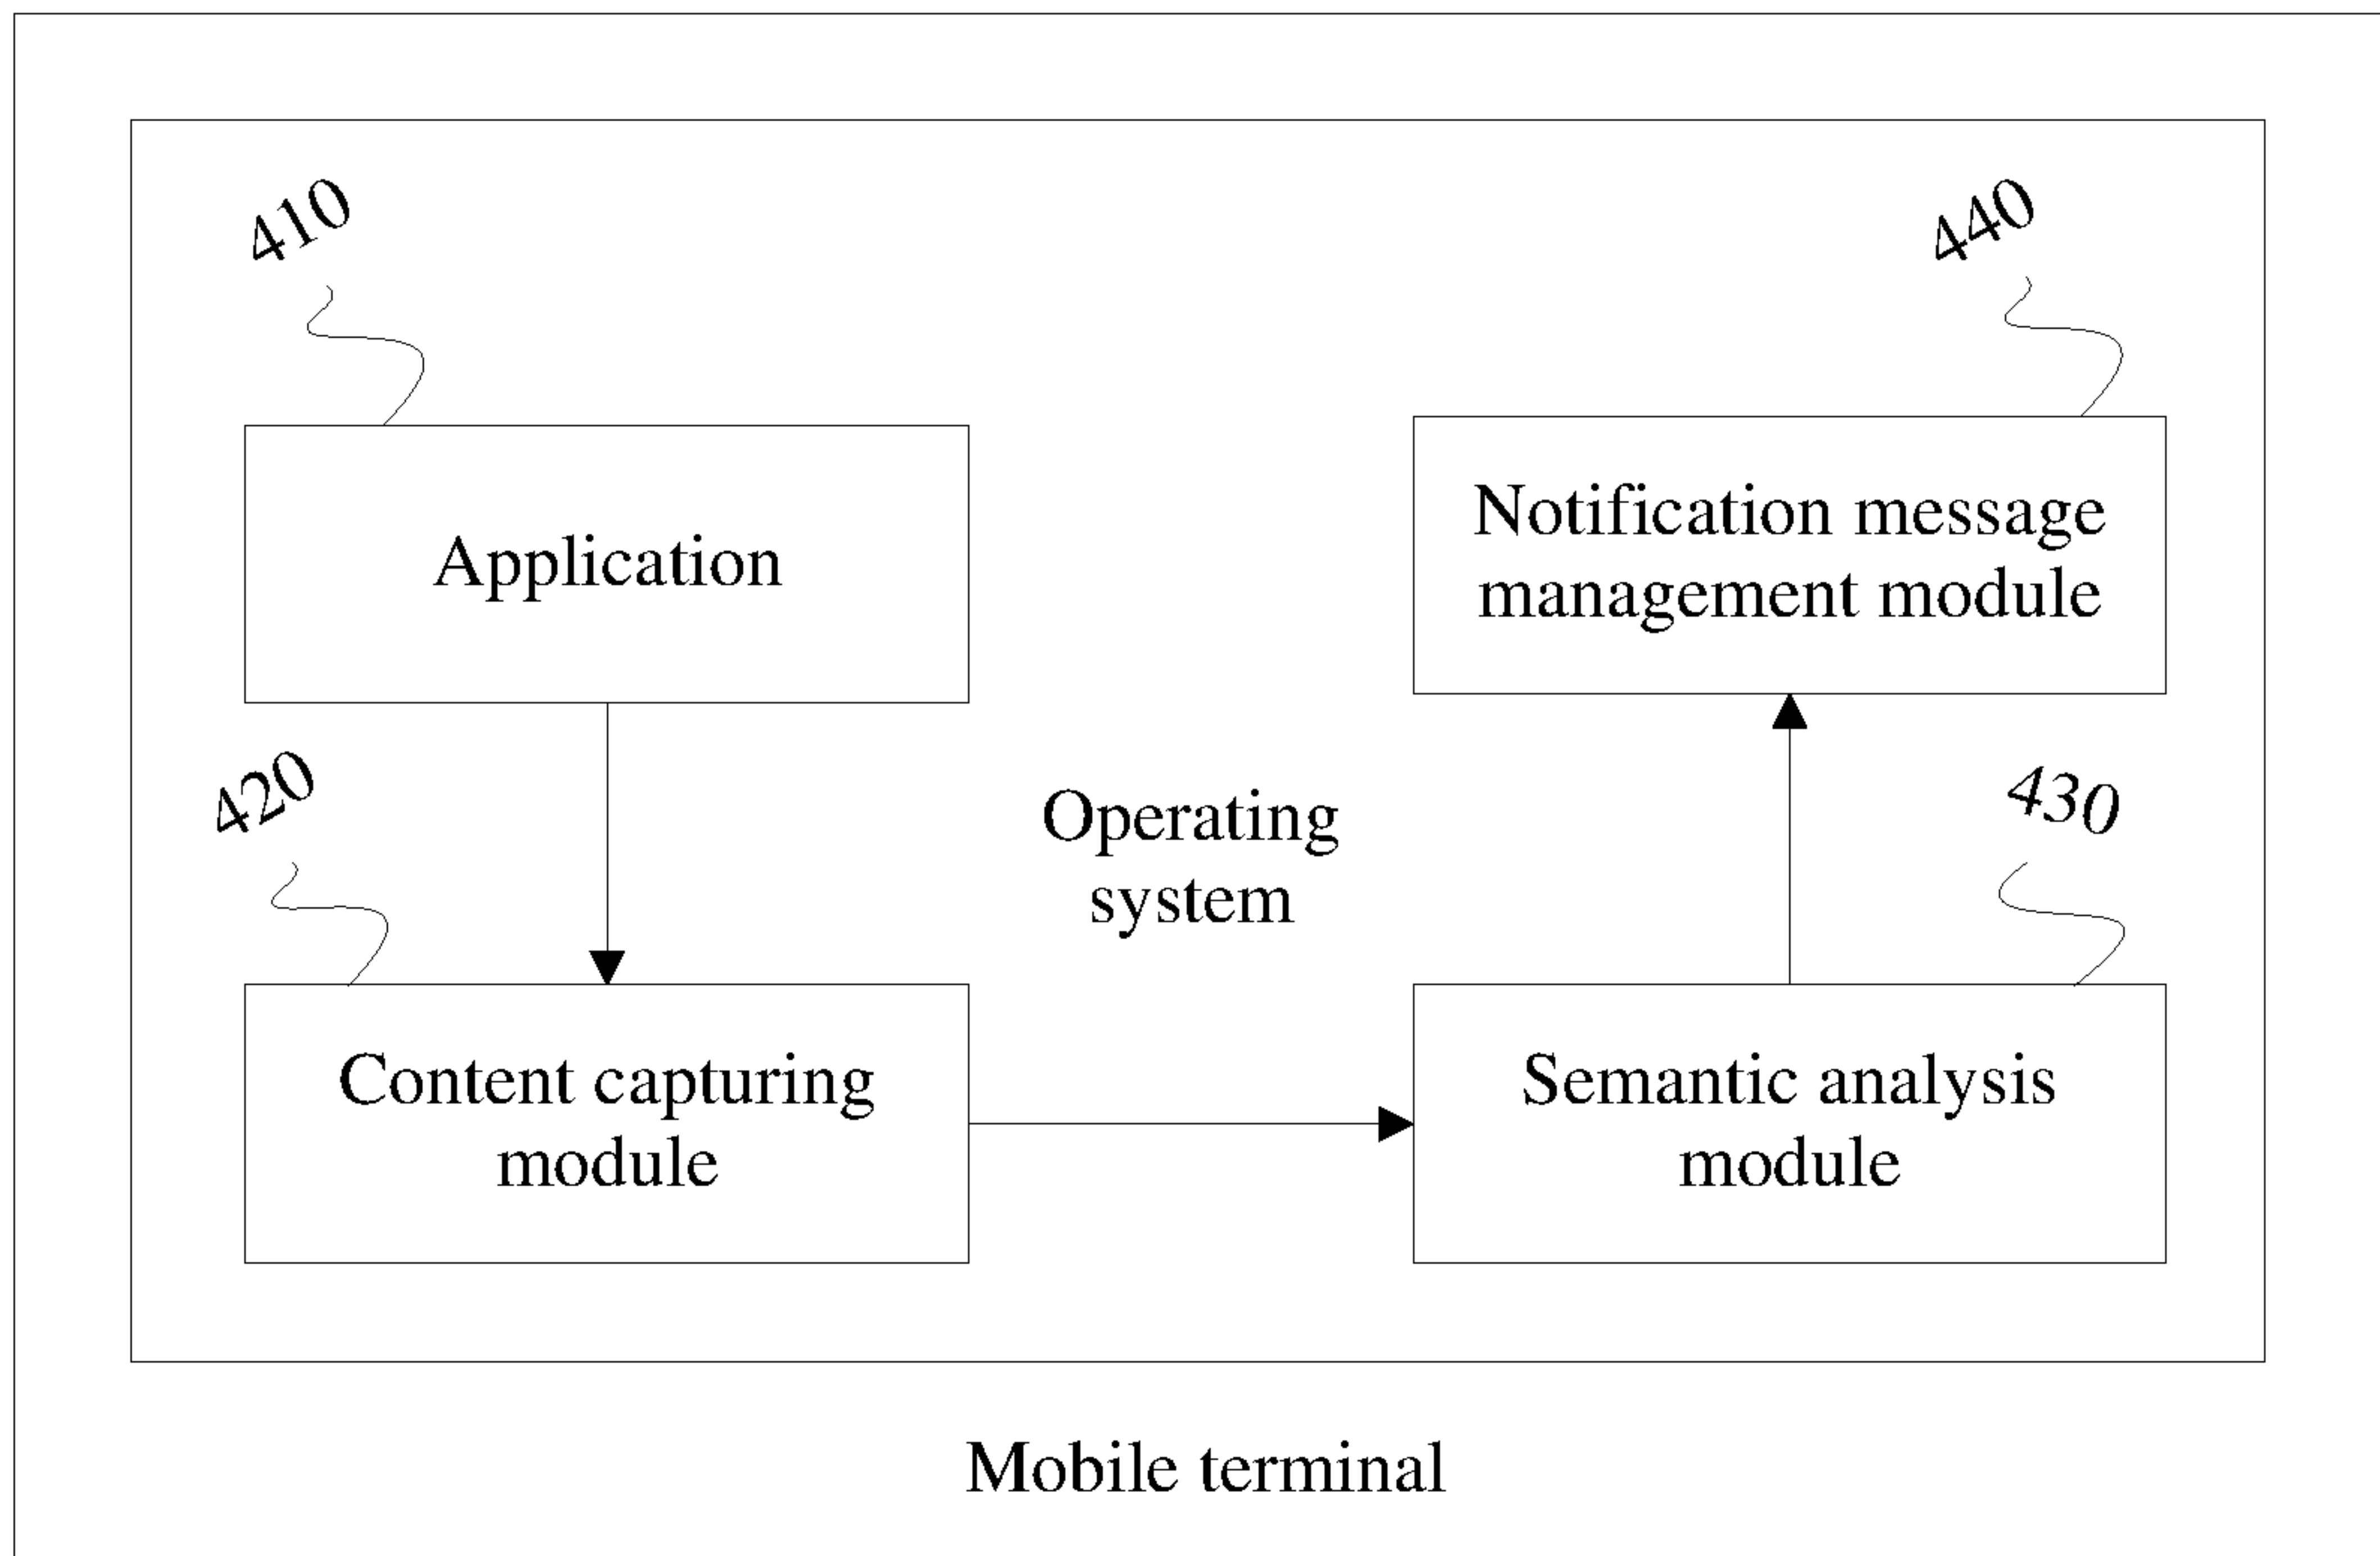 410
440
Application
Notification message
management module
420
Operating
system
430
Content capturing
module
Semantic analysis
module
Mobile terminal